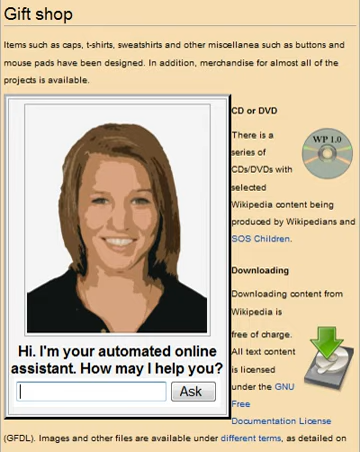 Gift shop
Items such as caps, t-shirts, sweatshirts and other miscellanea such as buttons and
mouse pads have been designed. In addition, merchandise for almost all of the
projects is available.
Hi. I'm your automated online
assistant. How may I help you?
Ask
CD or DVD
There is a
series of
CDs/DVDs with
selected
Wikipedia content being
produced by Wikipedians and
SOS Children.
WP 1.0
Downloading
Downloading content from
Wikipedia is
free of charge.
All text content
is licensed
under the GNU
Free
Documentation License
(GFDL). Images and other files are available under different terms, as detailed on